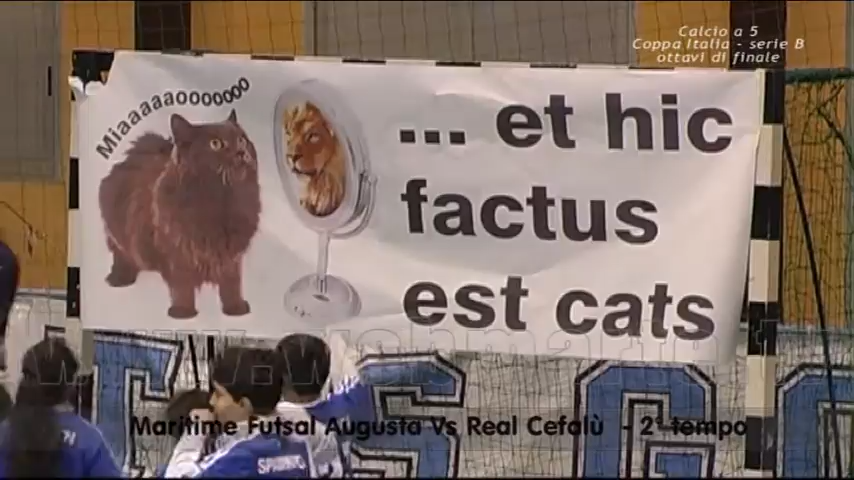 Calcio a 5
Coppa Italia - serie B
ottavi di finale
Miaaaaaooooooo
... et hic
factus
est cats
Maritime Futsal Augusta Vs Real Cefalù - 2° tempo